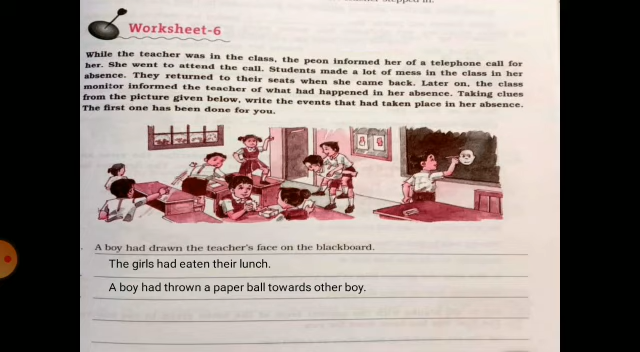 Worksheet-6
While the teacher was in the class, the peon informed her of a telephone call for
her. She went to attend the call. Students made a lot of mess in the class in her
absence. They returned to their seats when she came back. Later on, the class
monitor informed the teacher of what had happened in her absence. Taking clues
from the picture given below, write the events that had taken place in her absence.
The first one has been done for you.
A boy had drawn the teacher's face on the blackboard.
The girls had eaten their lunch.
A boy had thrown a paper ball towards other boy.